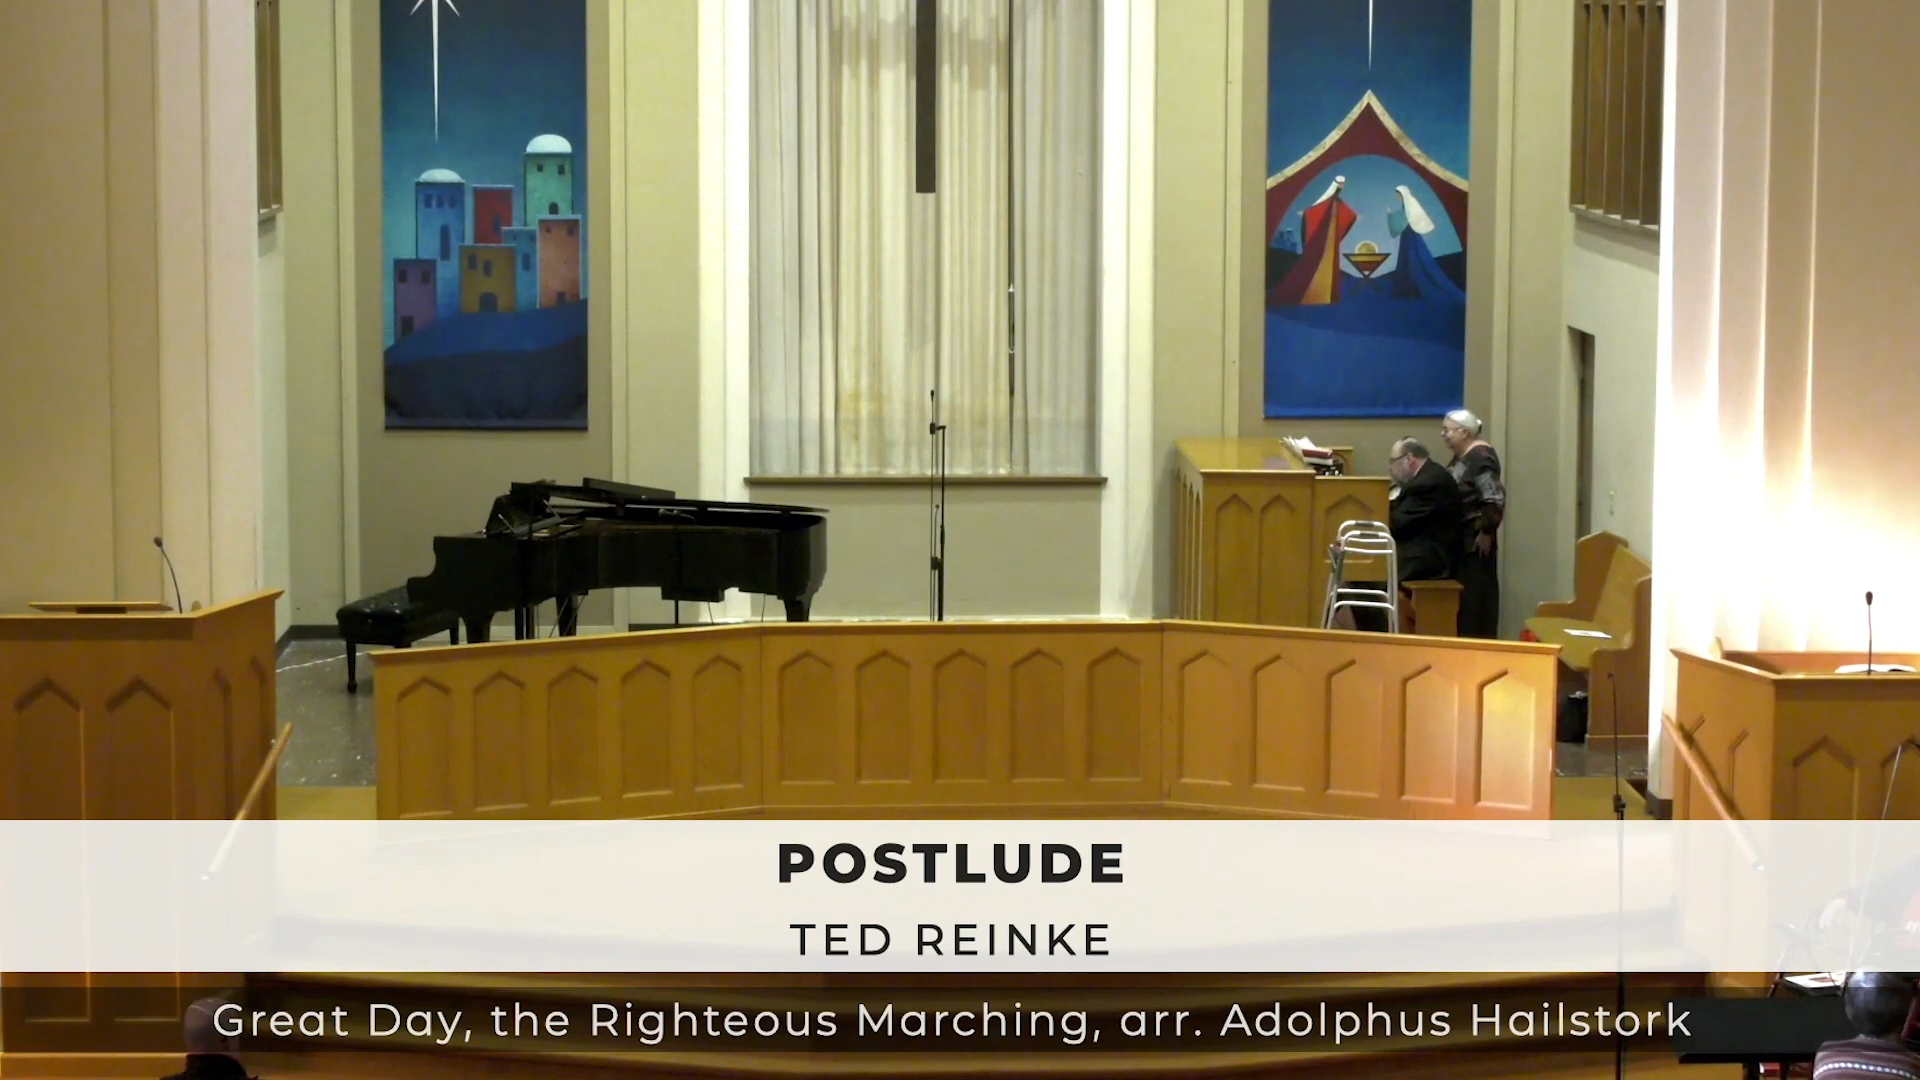 POSTLUDE
TED REINKE
Great Day, the Righteous Marching, arr. Adolphus Hailstork